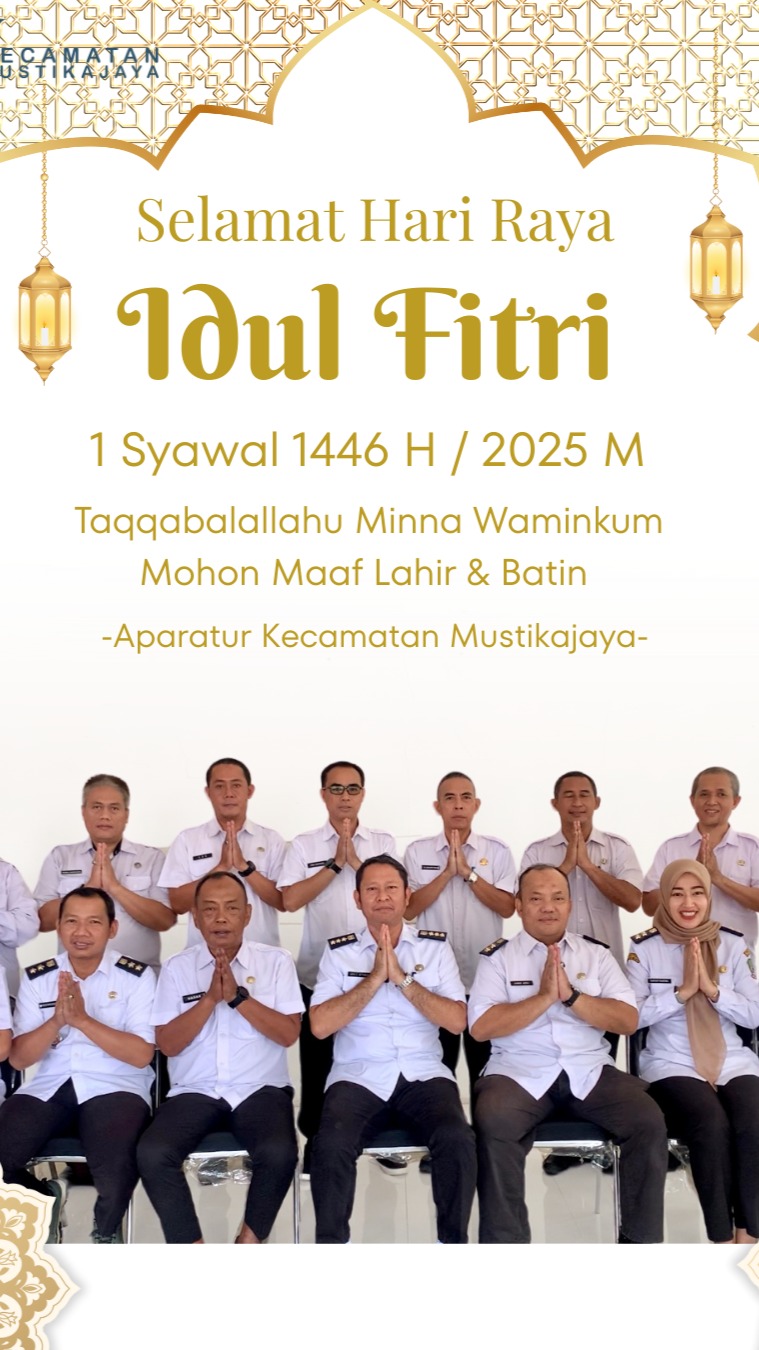 ECAMATAN
USTIKAJAYA
Selamat Hari Raya
Idul Fitri
1 Syawal 1446 H / 2025 M
Taqqabalallahu Minna Waminkum
Mohon Maaf Lahir & Batin
-Aparatur Kecamatan Mustikajaya-